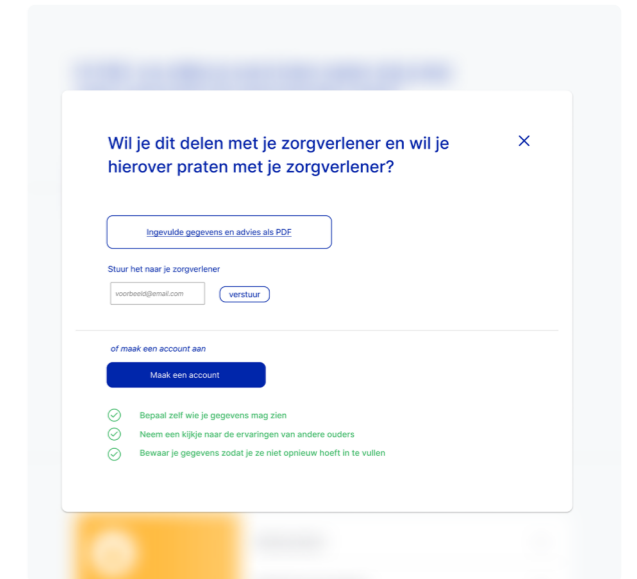 Wil je dit delen met je zorgverlener en wil je
hierover praten met je zorgverlener?
Ingevulde gegevens en advies als PDF
Stuur het naar je zorgverlener
voorbeeld@email.com
verstuur
of maak een account aan
Maak een account
Bepaal zelf wie je gegevens mag zien
Neem een kijkje naar de ervaringen van andere ouders
Bewaar je gegevens zodat je ze niet opnieuw hoeft in te vullen